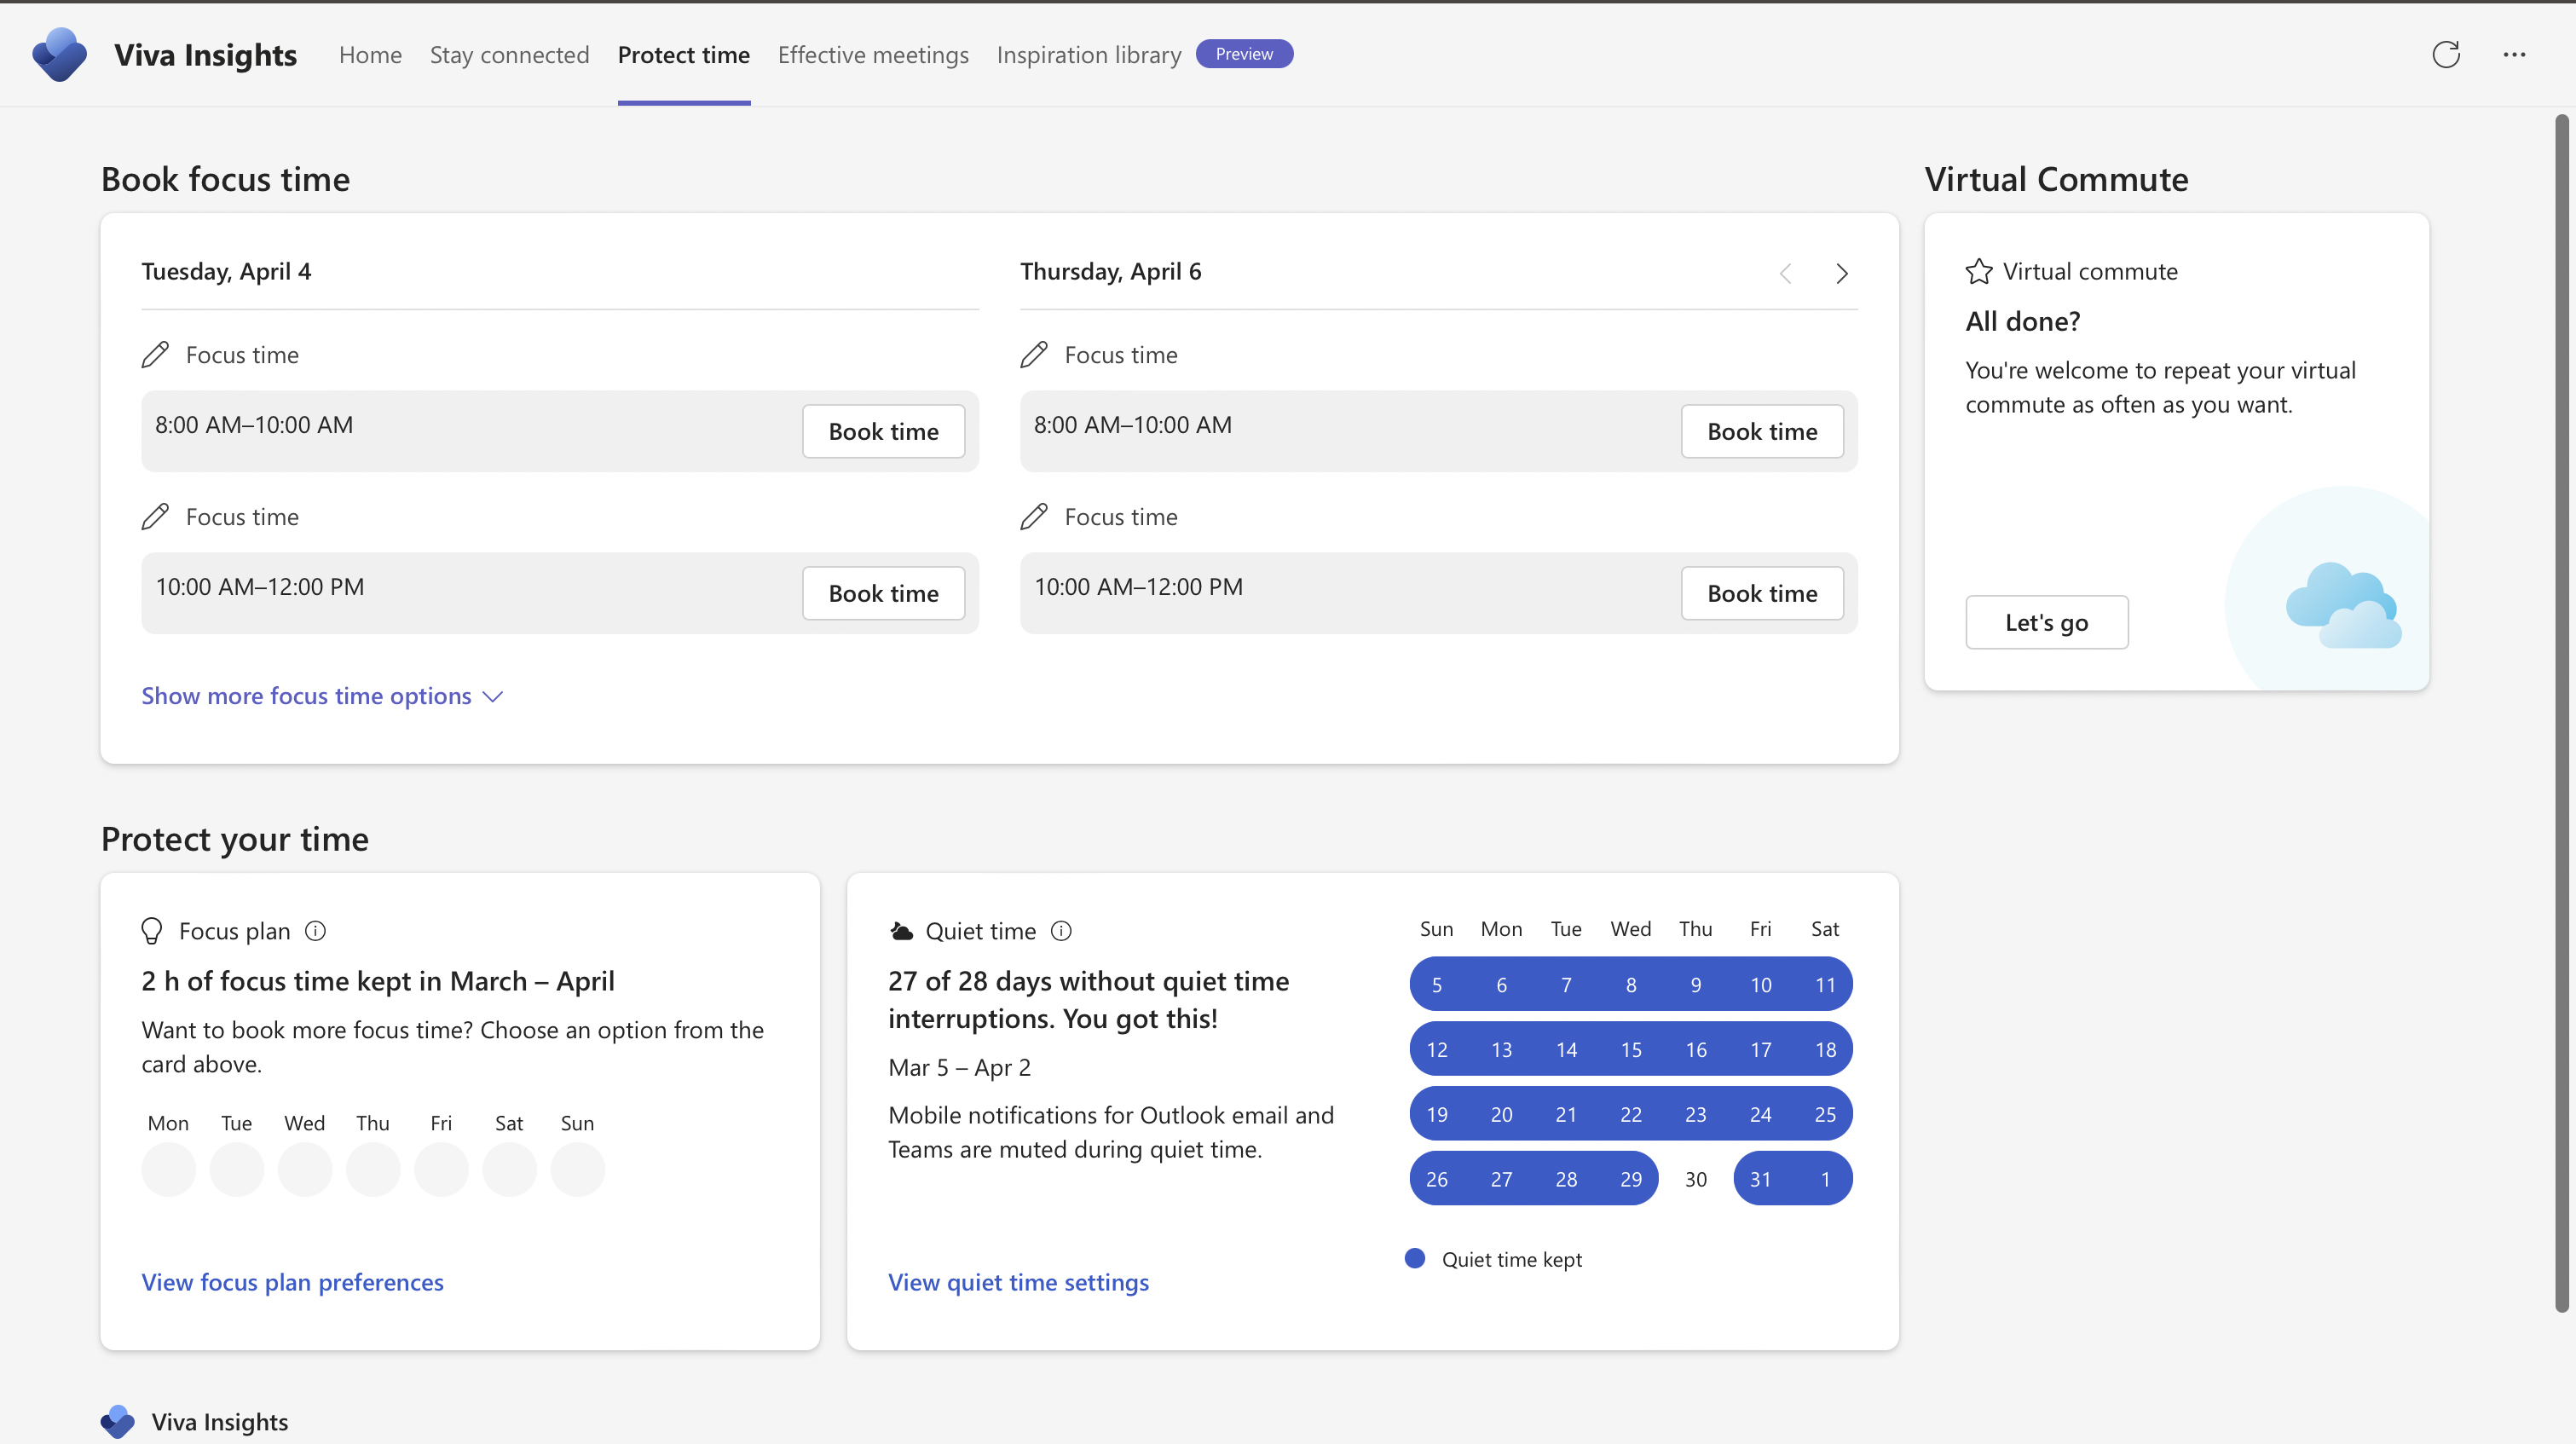 Viva Insights
Home
Stay connected
Protect time
Effective meetings
Inspiration library
Preview
Book focus time
Tuesday, April 4
Focus time
8:00 AM–10:00 AM
Book time
Focus time
10:00 AM–12:00 PM
Book time
Thursday, April 6
Focus time
8:00 AM–10:00 AM
Book time
Focus time
10:00 AM–12:00 PM
Book time
Show more focus time options
Virtual Commute
Virtual commute
All done?
You're welcome to repeat your virtual
commute as often as you want.
Let's go
Protect your time
Focus plan
2 h of focus time kept in March – April
Want to book more focus time? Choose an option from the
card above.
Mon Tue Wed Thu Fri Sat Sun
View focus plan preferences
Quiet time
27 of 28 days without quiet time
interruptions. You got this!
Mar 5 – Apr 2
Mobile notifications for Outlook email and
Teams are muted during quiet time.
View quiet time settings
Sun Mon Tue Wed Thu Fri Sat
5 6 7 8 9 10 11
12 13 14 15 16 17 18
19 20 21 22 23 24 25
26 27 28 29 30 31 1
Quiet time kept
Viva Insights